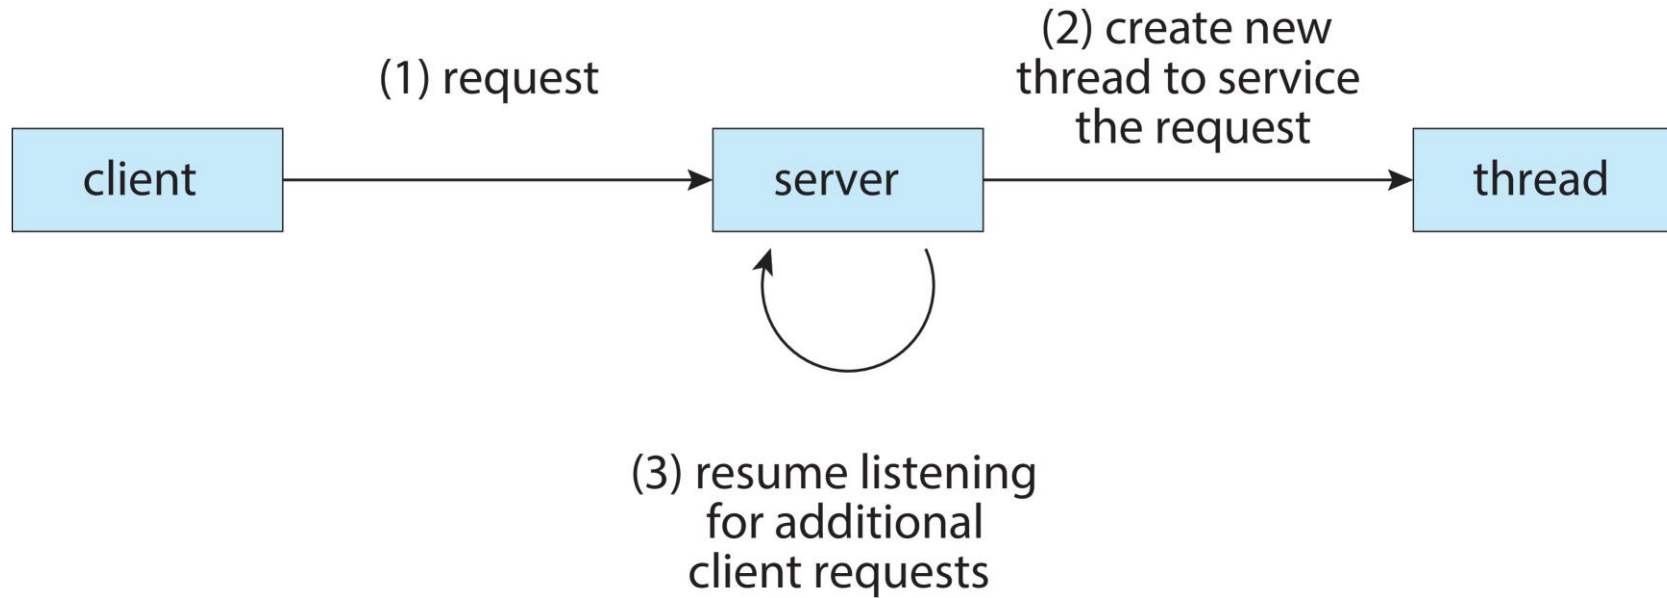 (1) request
(2) create new
thread to service
the request
client
server
thread
(3) resume listening
for additional
client requests